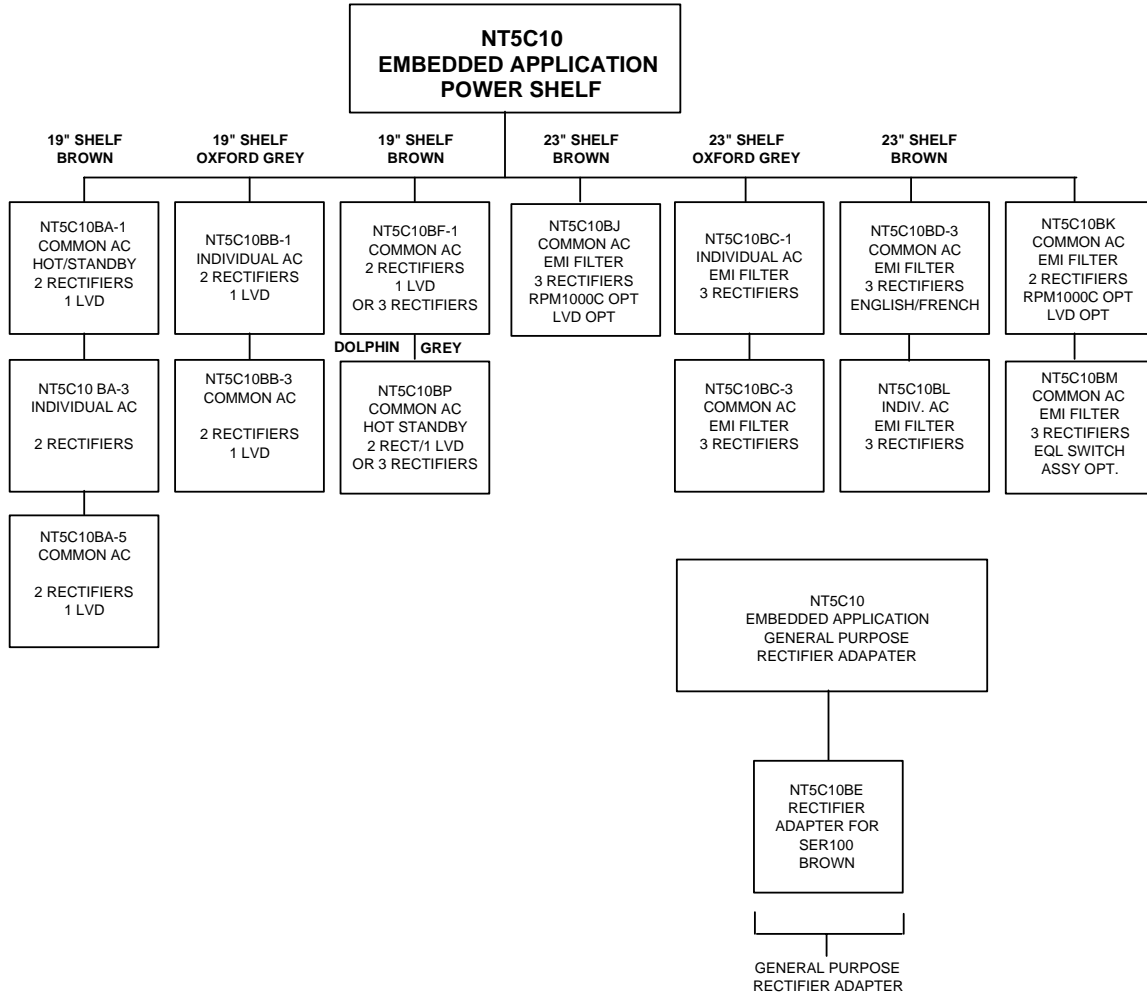 NT5C10
EMBEDDED APPLICATION
POWER SHELF
19" SHELF
BROWN
19" SHELF
OXFORD GREY
19" SHELF
BROWN
23" SHELF
BROWN
23" SHELF
OXFORD GREY
23" SHELF
BROWN
NT5C10BA-1
COMMON AC
HOT/STANDBY
2 RECTIFIERS
1 LVD
NT5C10BB-1
INDIVIDUAL AC
2 RECTIFIERS
1 LVD
NT5C10BF-1
COMMON AC
2 RECTIFIERS
1 LVD
OR 3 RECTIFIERS
NT5C10BJ
COMMON AC
EMI FILTER
3 RECTIFIERS
RPM1000C OPT
LVD OPT
NT5C10BC-1
INDIVIDUAL AC
EMI FILTER
3 RECTIFIERS
NT5C10BD-3
COMMON AC
EMI FILTER
3 RECTIFIERS
ENGLISH/FRENCH
NT5C10BK
COMMON AC
EMI FILTER
2 RECTIFIERS
RPM1000C OPT
LVD OPT
DOLPHIN GREY
NT5C10 BA-3
INDIVIDUAL AC
2 RECTIFIERS
NT5C10BB-3
COMMON AC
2 RECTIFIERS
1 LVD
NT5C10BP
COMMON AC
HOT STANDBY
2 RECT/1 LVD
OR 3 RECTIFIERS
NT5C10BC-3
COMMON AC
EMI FILTER
3 RECTIFIERS
NT5C10BL
INDIV. AC
EMI FILTER
3 RECTIFIERS
NT5C10BM
COMMON AC
EMI FILTER
3 RECTIFIERS
EQL SWITCH
ASSY OPT.
NT5C10BA-5
COMMON AC
2 RECTIFIERS
1 LVD
NT5C10
EMBEDDED APPLICATION
GENERAL PURPOSE
RECTIFIER ADAPATER
NT5C10BE
RECTIFIER
ADAPTER FOR
SER100
BROWN
GENERAL PURPOSE
RECTIFIER ADAPTER